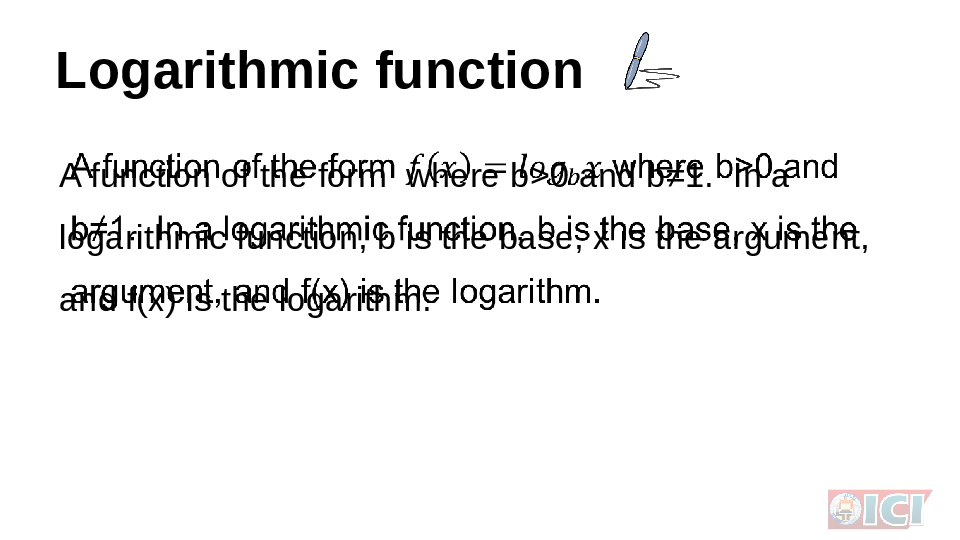 Logarithmic function
A function of the form f(x) = log_b x where b>0 and
b≠1. In a logarithmic function, b is the base, x is the
argument, and f(x) is the logarithm.
A function of the form where b>0 and b≠1. In a
logarithmic function, b is the base, x is the argument,
and f(x) is the logarithm.
ICI